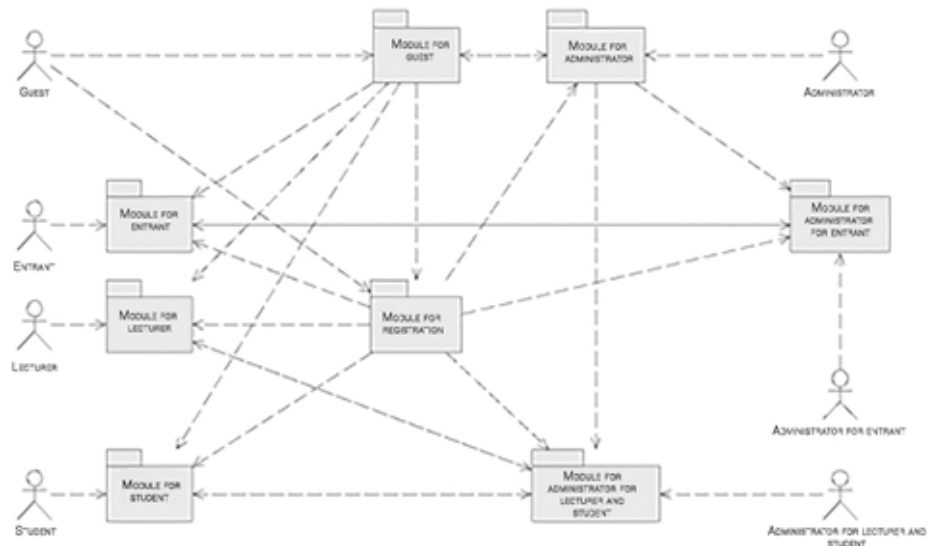 MODULE FOR
GUEST
MODULE FOR
ADMINISTRATOR
GUEST
ADMINISTRATOR
MODULE FOR
ENTRANT
MODULE FOR
ADMINISTRATOR
FOR ENTRANT
ENTRANT
MODULE FOR
LECTURER
MODULE FOR
REGISTRATION
LECTURER
ADMINISTRATOR FOR ENTRANT
MODULE FOR
STUDENT
MODULE FOR
ADMINISTRATOR FOR
LECTURER AND
STUDENT
STUDENT
ADMINISTRATOR FOR LECTURER AND
STUDENT